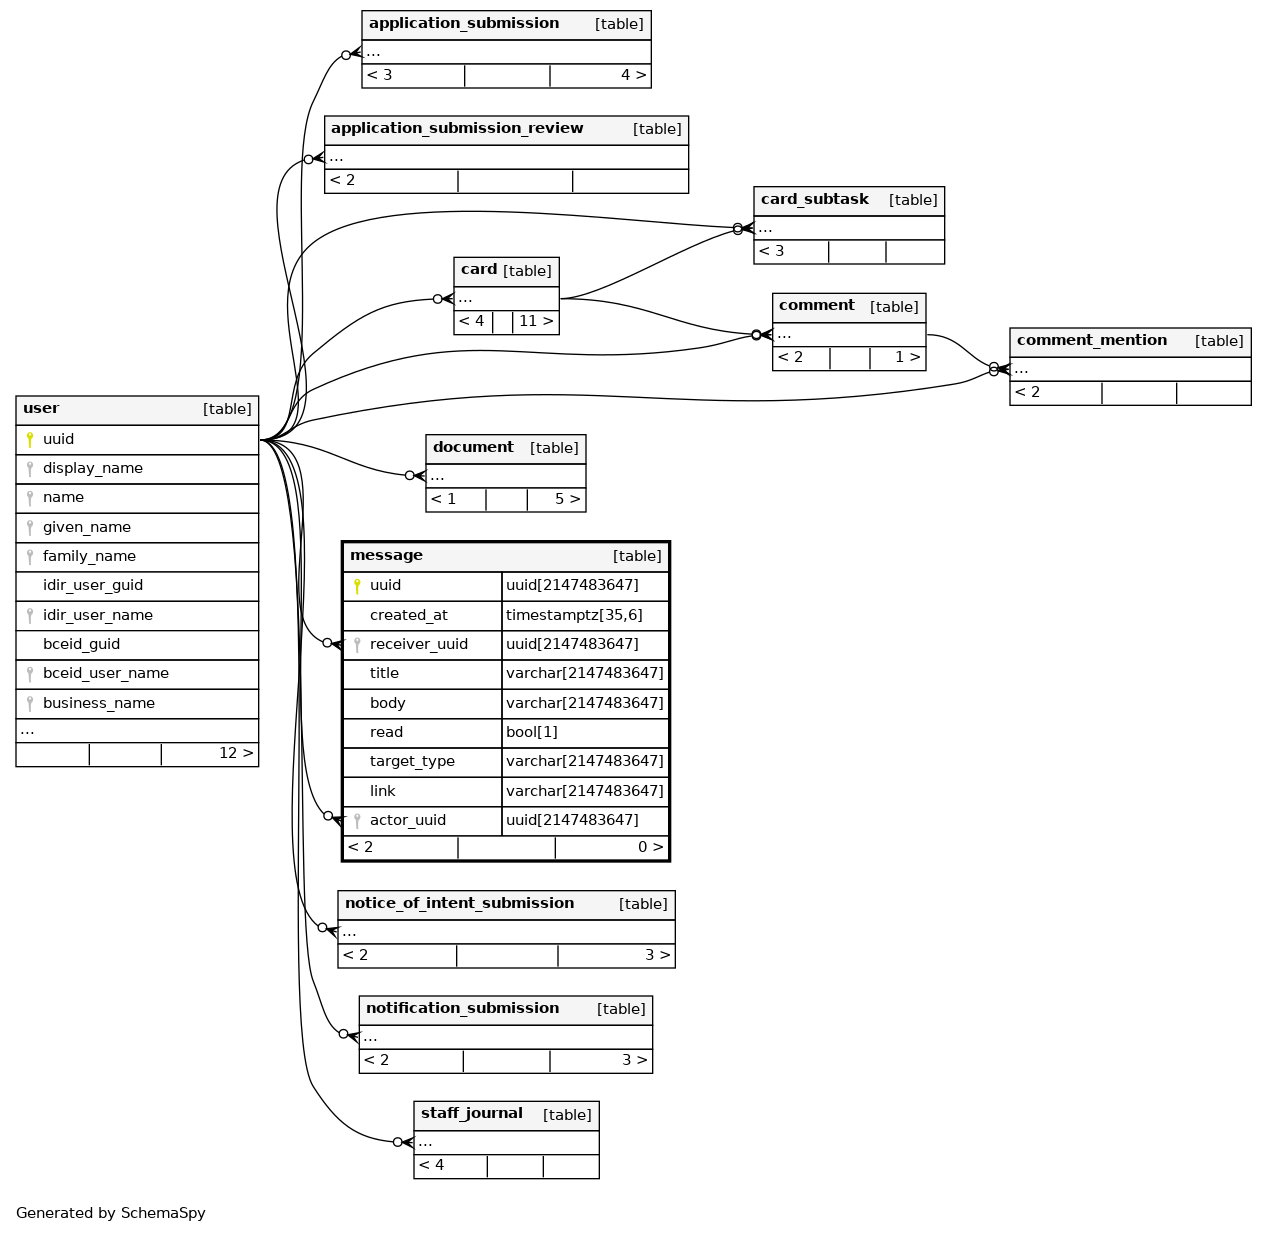 application_submission [table]
...
< 3 4 >
application_submission_review [table]
...
< 2
card_subtask [table]
...
< 3
card [table]
...
< 4 11 >
comment [table]
...
< 2 1 >
comment_mention [table]
...
< 2
user [table]
uuid
display_name
name
given_name
family_name
idir_user_guid
idir_user_name
bceid_guid
bceid_user_name
business_name
...
12 >
document [table]
...
< 1 5 >
message [table]
uuid uuid[2147483647]
created_at timestamptz[35,6]
receiver_uuid uuid[2147483647]
title varchar[2147483647]
body varchar[2147483647]
read bool[1]
target_type varchar[2147483647]
link varchar[2147483647]
actor_uuid uuid[2147483647]
< 2 0 >
notice_of_intent_submission [table]
...
< 2 3 >
notification_submission [table]
...
< 2 3 >
staff_journal [table]
...
< 4
Generated by SchemaSpy